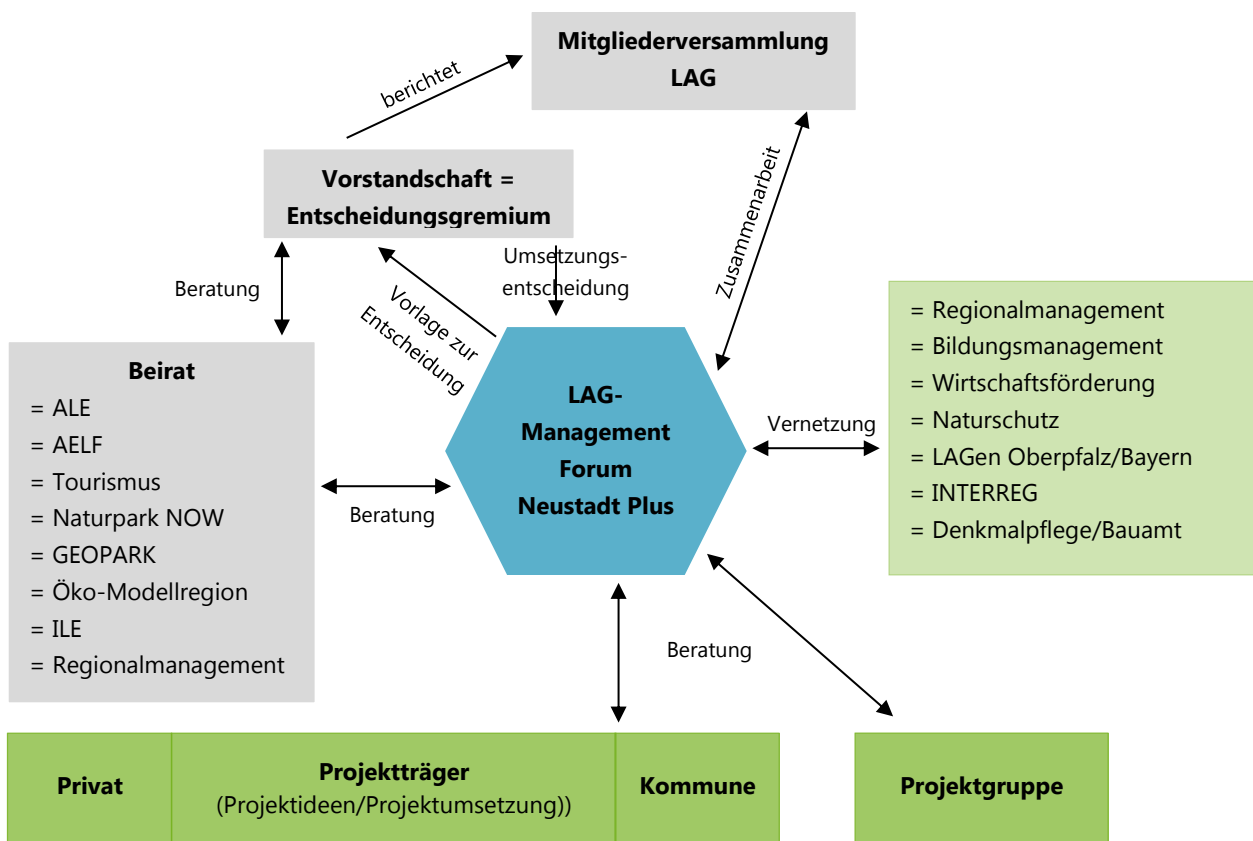 Mitgliederversammlung
LAG
berichtet
Vorstandschaft =
Entscheidungsgremium
Zusammenarbeit
Beratung
Umsetzungs-
entscheidung
Vorlage zur
Entscheidung
Beirat
= ALE
= AELF
= Tourismus
= Naturpark NOW
= GEOPARK
= Öko-Modellregion
= ILE
= Regionalmanagement
Beratung
LAG-
Management
Forum
Neustadt Plus
Vernetzung
= Regionalmanagement
= Bildungsmanagement
= Wirtschaftsförderung
= Naturschutz
= LAGen Oberpfalz/Bayern
= INTERREG
= Denkmalpflege/Bauamt
Beratung
Privat
Projektträger
(Projektideen/Projektumsetzung))
Kommune
Projektgruppe